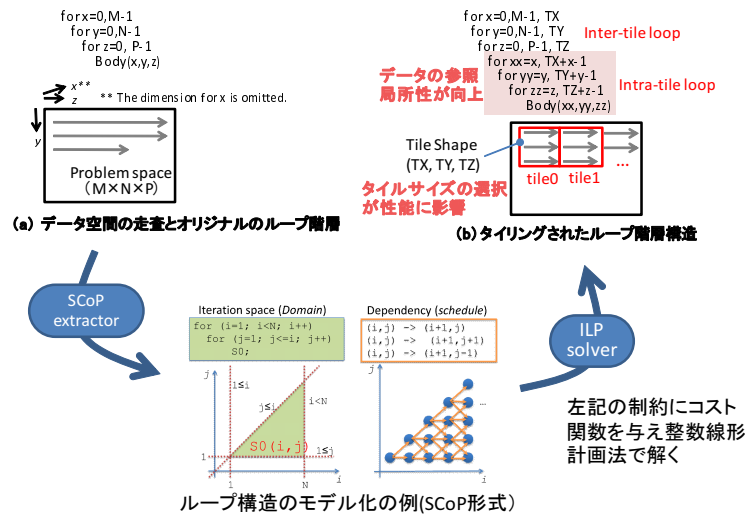 for x=0,M-1
for y=0,N-1
for z=0, P-1
Body(x,y,z)
x**
z
** The dimension for x is omitted.
y
Problem space
(M×N×P)
(a) データ空間の走査とオリジナルのループ階層
for x=0,M-1, TX
for y=0,N-1, TY
for z=0, P-1, TZ
Inter-tile loop
for xx=x, TX+x-1
for yy=y, TY+y-1
for zz=z, TZ+z-1
Body(xx,yy,zz)
Intra-tile loop
データの参照
局所性が向上
Tile Shape
(TX, TY, TZ)
tile0
tile1
...
タイルサイズの選択
が性能に影響
(b) タイリングされたループ階層構造
SCoP
extractor
Iteration space (Domain)
for (i=1; i<N; i++)
for (j=1; j<=i; j++)
S0;
j
1≤i
j≤i
i<N
S0(i,j)
1≤j
1
1
N
i
Dependency (schedule)
(i,j) -> (i+1,j)
(i,j) -> (i+1,j+1)
(i,j) -> (i+1,j-1)
j
...
i
ILP
solver
左記の制約にコスト
関数を与え整数線形
計画法で解く
ループ構造のモデル化の例(SCoP形式)